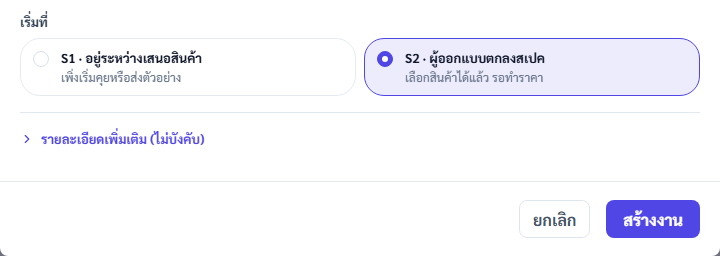 เริ่มที่
S1 · อยู่ระหว่างเสนอสินค้า
เพิ่งเริ่มคุยหรือส่งตัวอย่าง
S2 · ผู้ออกแบบตกลงสเปค
เลือกสินค้าได้แล้ว รอทำราคา
รายละเอียดเพิ่มเติม (ไม่บังคับ)
ยกเลิก
สร้างงาน